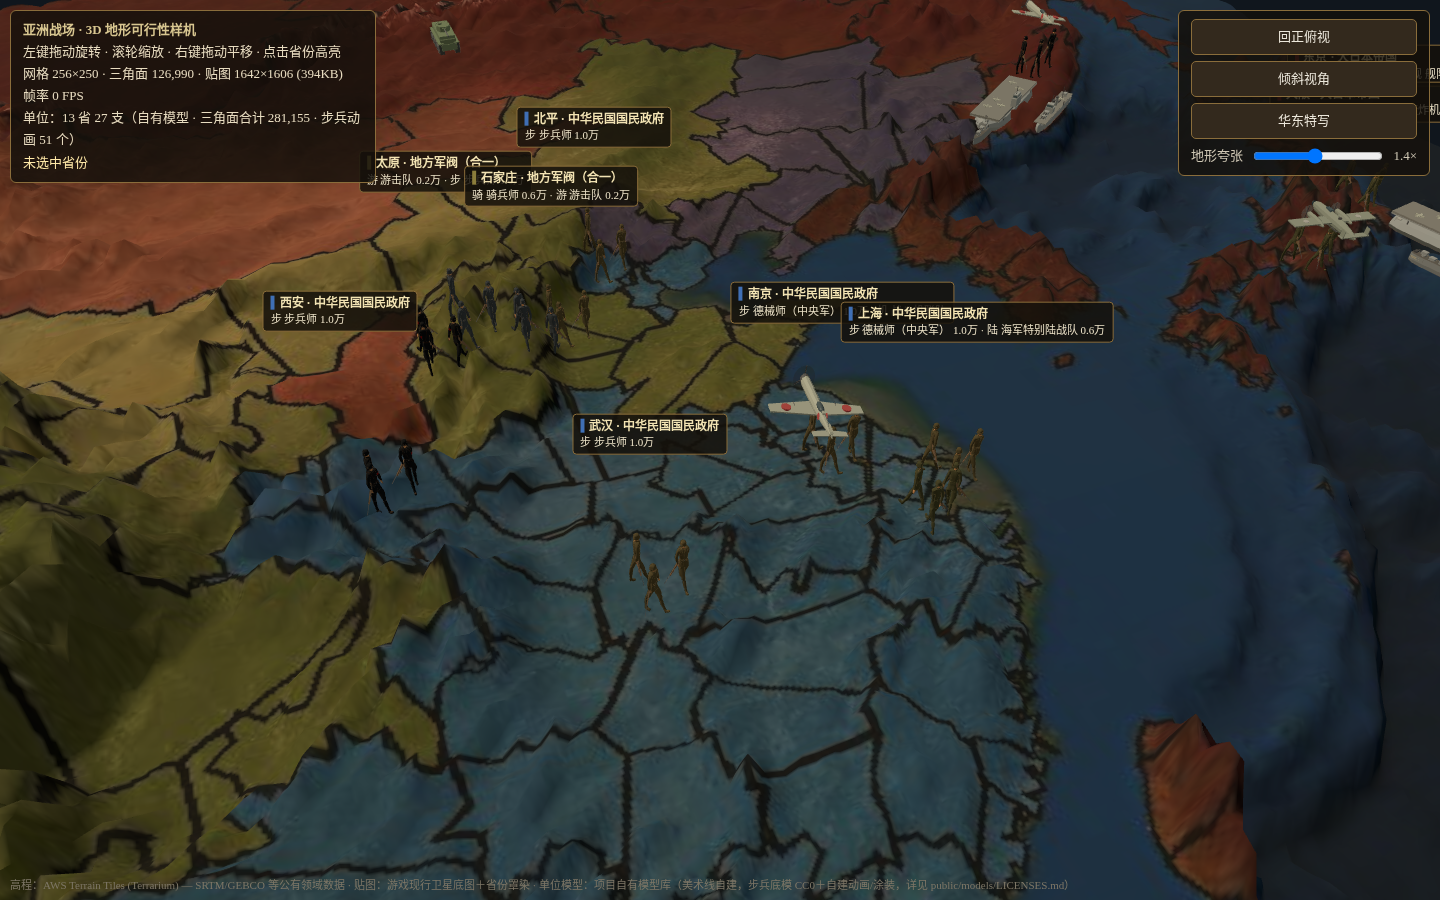 亚洲战场 · 3D 地形可行性样机
左键拖动旋转 · 滚轮缩放 · 右键拖动平移 · 点击省份高亮
网格 256×250 · 三角面 126,990 · 贴图 1642×1606 (394KB)
帧率 0 FPS
单位：13 省 27 支（自有模型 · 三角面合计 281,155 · 步兵动
画 51 个）
未选中省份
回正俯视
倾斜视角
华东特写
地形夸张 1.4×
北平 · 中华民国国民政府
步 步兵师 1.0万
太原 · 地方军阀（合一）
游 游击队 0.2万 · 步
石家庄 · 地方军阀（合一）
骑 骑兵师 0.6万 · 游 游击队 0.2万
西安 · 中华民国国民政府
步 步兵师 1.0万
南京 · 中华民国国民政府
步 德械师（中央军）
上海 · 中华民国国民政府
步 德械师（中央军） 1.0万 · 陆 海军特别陆战队 0.6万
武汉 · 中华民国国民政府
步 步兵师 1.0万
高程：AWS Terrain Tiles (Terrarium) — SRTM/GEBCO 等公有领域数据 · 贴图：游戏现行卫星底图＋省份罩染 · 单位模型：项目自有模型库（美术线自建，步兵底模 CC0＋自建动画/涂装，详见 public/models/LICENSES.md）